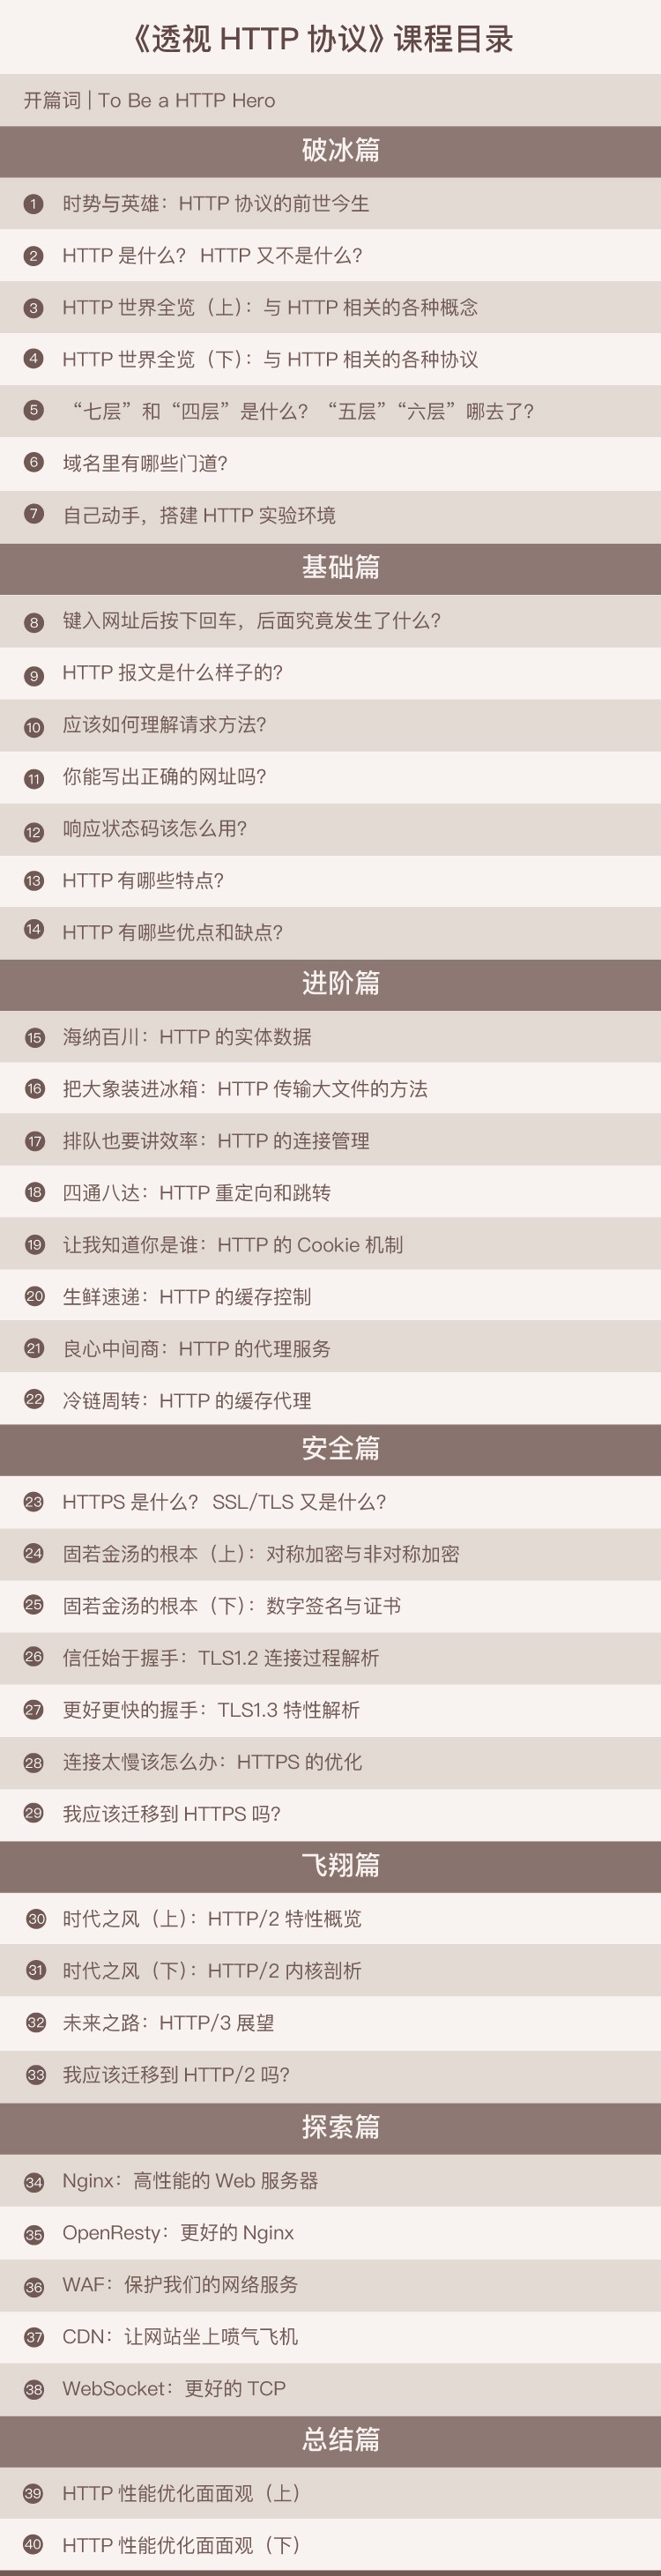 《透视 HTTP 协议》课程目录
开篇词 | To Be a HTTP Hero
破冰篇
1 时势与英雄：HTTP 协议的前世今生
2 HTTP 是什么？ HTTP 又不是什么？
3 HTTP 世界全览（上）：与 HTTP 相关的各种概念
4 HTTP 世界全览（下）：与 HTTP 相关的各种协议
5 “七层”和“四层”是什么？“五层”“六层”哪去了？
6 域名里有哪些门道？
7 自己动手，搭建 HTTP 实验环境
基础篇
8 键入网址后按下回车，后面究竟发生了什么？
9 HTTP 报文是什么样子的？
10 应该如何理解请求方法？
11 你能写出正确的网址吗？
12 响应状态码该怎么用？
13 HTTP 有哪些特点？
14 HTTP 有哪些优点和缺点？
进阶篇
15 海纳百川：HTTP 的实体数据
16 把大象装进冰箱：HTTP 传输大文件的方法
17 排队也要讲效率：HTTP 的连接管理
18 四通八达：HTTP 重定向和跳转
19 让我知道你是谁：HTTP 的 Cookie 机制
20 生鲜速递：HTTP 的缓存控制
21 良心中间商：HTTP 的代理服务
22 冷链周转：HTTP 的缓存代理
安全篇
23 HTTPS 是什么？ SSL/TLS 又是什么？
24 固若金汤的根本（上）：对称加密与非对称加密
25 固若金汤的根本（下）：数字签名与证书
26 信任始于握手：TLS1.2 连接过程解析
27 更好更快的握手：TLS1.3 特性解析
28 连接太慢该怎么办：HTTPS 的优化
29 我应该迁移到 HTTPS 吗？
飞翔篇
30 时代之风（上）：HTTP/2 特性概览
31 时代之风（下）：HTTP/2 内核剖析
32 未来之路：HTTP/3 展望
33 我应该迁移到 HTTP/2 吗？
探索篇
34 Nginx：高性能的 Web 服务器
35 OpenResty：更好的 Nginx
36 WAF：保护我们的网络服务
37 CDN：让网站坐上喷气飞机
38 WebSocket：更好的 TCP
总结篇
39 HTTP 性能优化面面观（上）
40 HTTP 性能优化面面观（下）